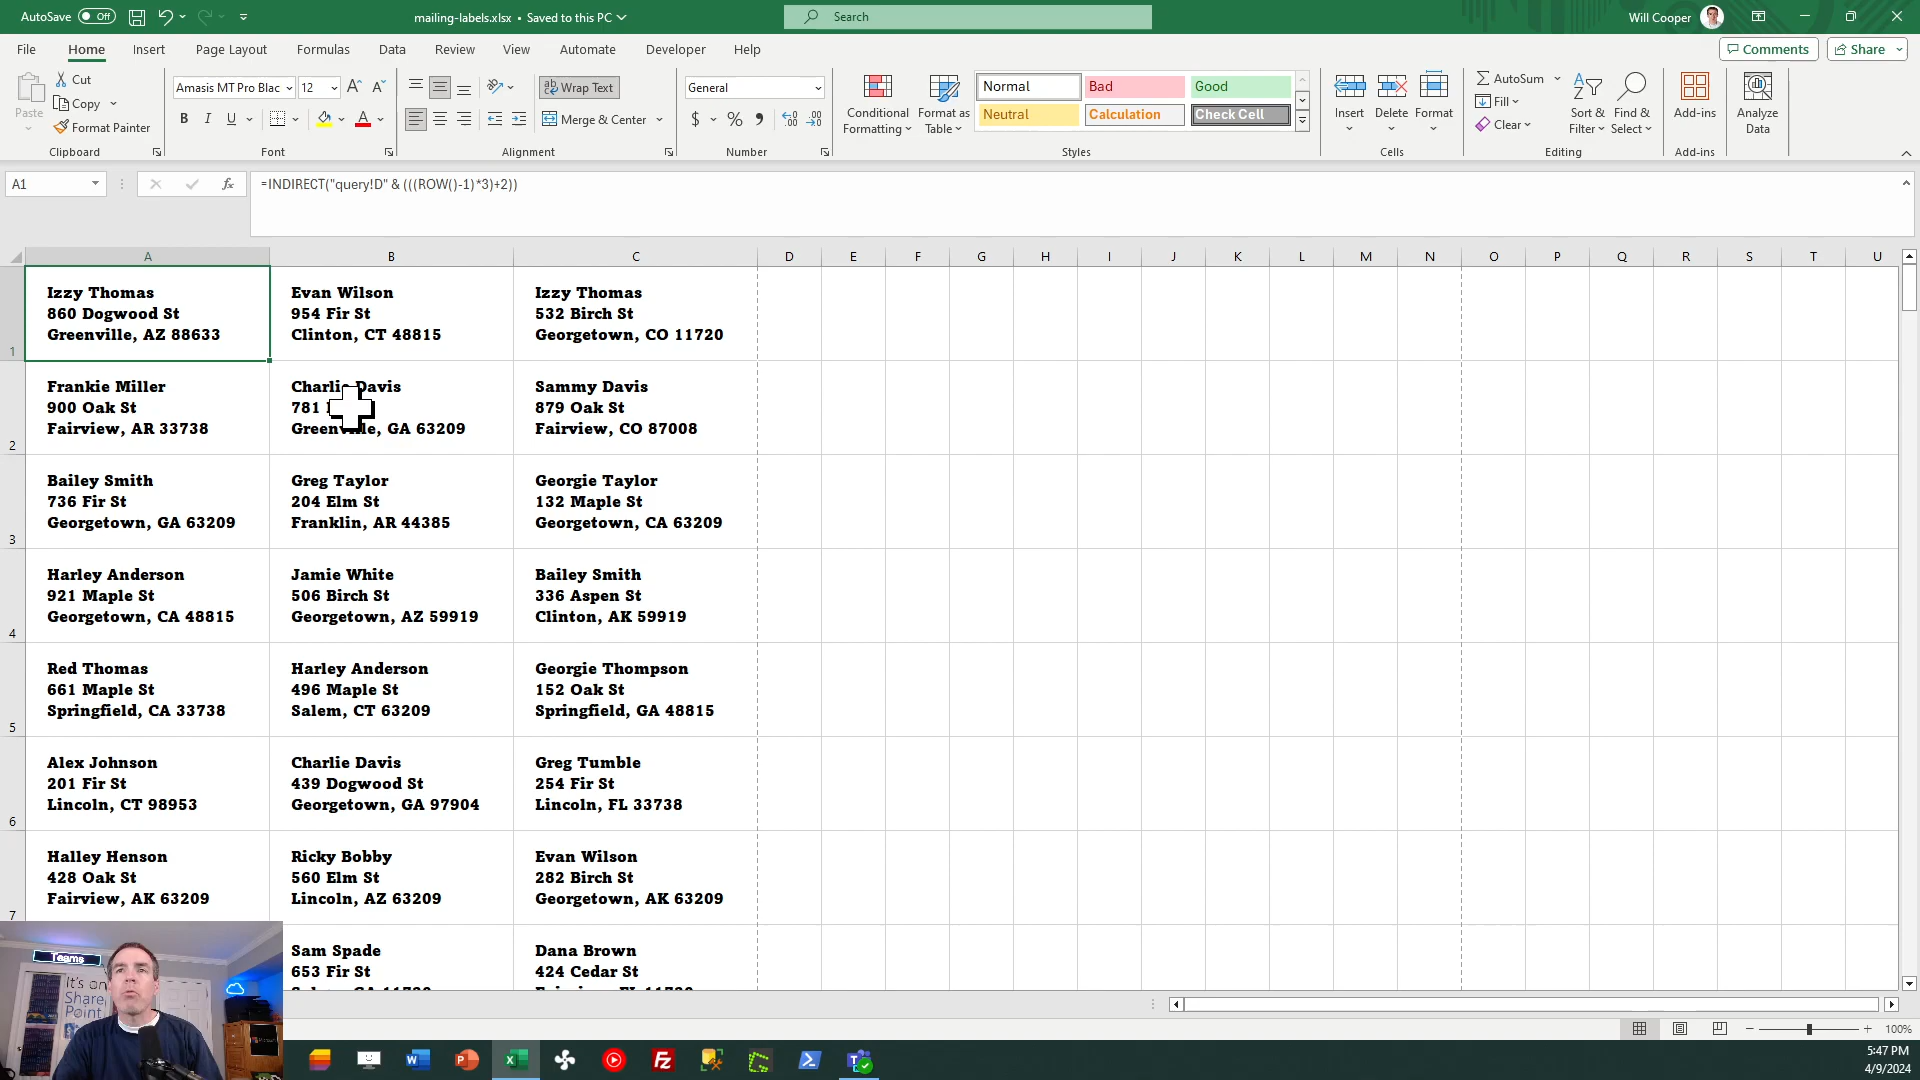 AutoSave Off mailing-labels.xlsx • Saved to this PC Search Will Cooper
File Home Insert Page Layout Formulas Data Review View Automate Developer Help Comments Share
Paste Cut Copy Format Painter Clipboard
Amasis MT Pro Blac 12 B I U A Font
Wrap Text Merge & Center Alignment
General $ % Number
Conditional Formatting Format as Table
Normal Bad Good
Neutral Calculation Check Cell
Styles
Insert Delete Format Cells
AutoSum Fill Clear Sort & Filter Find & Select Editing
Add-ins Add-ins
Analyze Data
A1 fx =INDIRECT("query!D" & (((ROW()-1)*3)+2))
A B C D E F G H I J K L M N O P Q R S T U
Izzy Thomas Evan Wilson Izzy Thomas
860 Dogwood St 954 Fir St 532 Birch St
Greenville, AZ 88633 Clinton, CT 48815 Georgetown, CO 11720
1
Frankie Miller Charlie Davis Sammy Davis
900 Oak St 781 879 Oak St
Fairview, AR 33738 Greenville, GA 63209 Fairview, CO 87008
2
Bailey Smith Greg Taylor Georgie Taylor
736 Fir St 204 Elm St 132 Maple St
Georgetown, GA 63209 Franklin, AR 44385 Georgetown, CA 63209
3
Harley Anderson Jamie White Bailey Smith
921 Maple St 506 Birch St 336 Aspen St
Georgetown, CA 48815 Georgetown, AZ 59919 Clinton, AK 59919
4
Red Thomas Harley Anderson Georgie Thompson
661 Maple St 496 Maple St 152 Oak St
Springfield, CA 33738 Salem, CT 63209 Springfield, GA 48815
5
Alex Johnson Charlie Davis Greg Tumble
201 Fir St 439 Dogwood St 254 Fir St
Lincoln, CT 98953 Georgetown, GA 97904 Lincoln, FL 33738
6
Halley Henson Ricky Bobby Evan Wilson
428 Oak St 560 Elm St 282 Birch St
Fairview, AK 63209 Lincoln, AZ 63209 Georgetown, AK 63209
7
Sam Spade Dana Brown
653 Fir St 424 Cedar St
Teams
It's on
Share
Point
100%
5:47 PM
4/9/2024